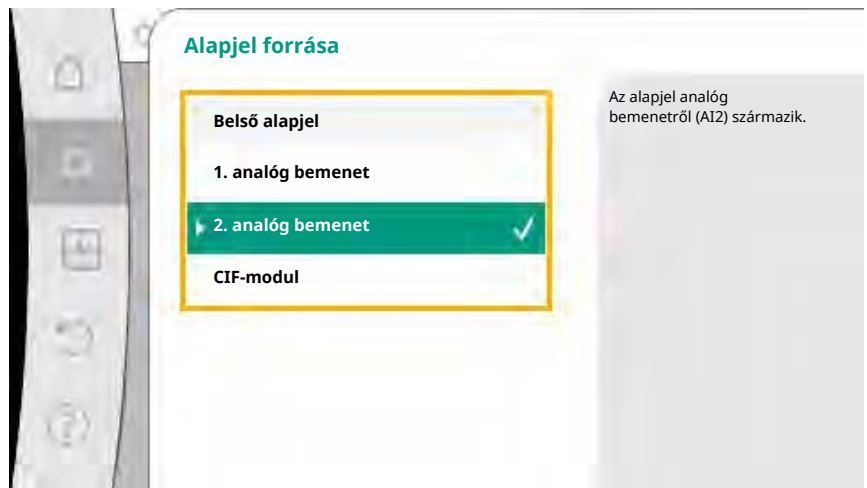 Alapjel forrása
Belső alapjel
1. analóg bemenet
2. analóg bemenet
CIF-modul
Az alapjel analóg
bemenetről (AI2) származik.